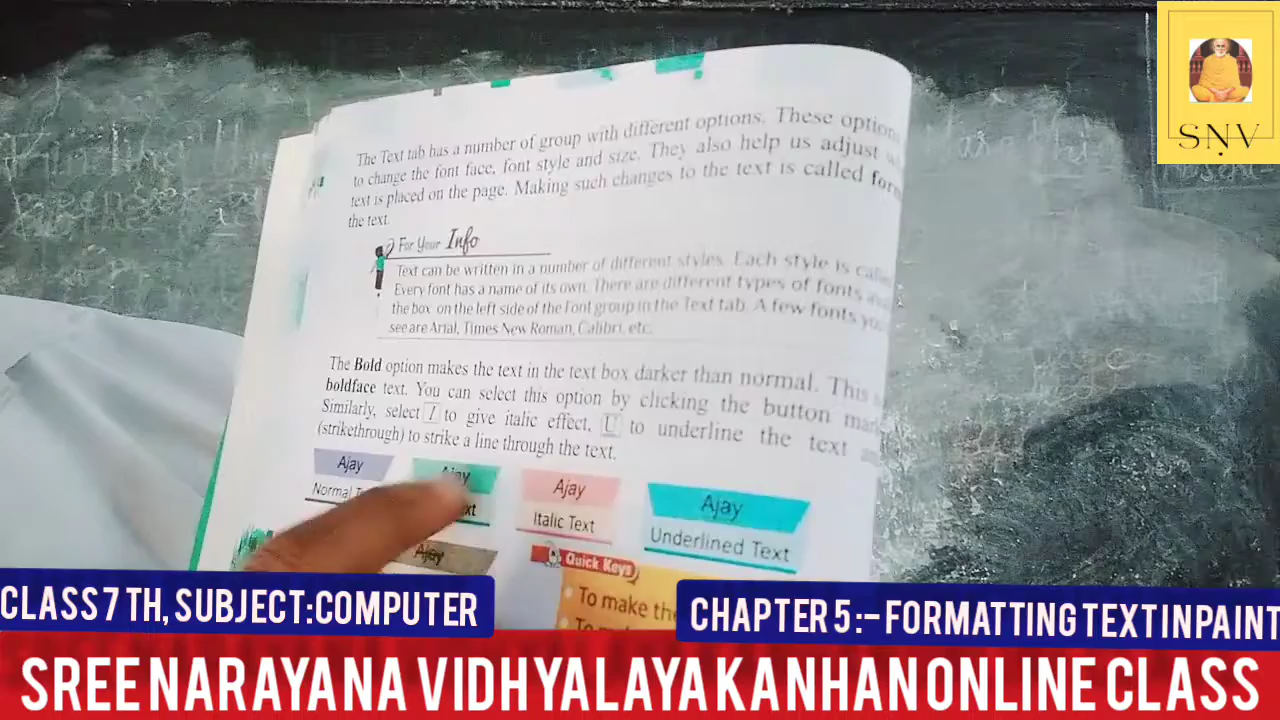 SNV
The Text tab has a number of group with different options. These option
to change the font face, font style and size. They also help us adjust
text is placed on the page. Making such changes to the text is called form
the text.
For Your Info
Text can be written in a number of different styles. Each style is calle
Every font has a name of its own. There are different types of fonts
the box on the left side of the Font group in the Text tab. A few fonts you
see are Arial, Times New Roman, Calibri, etc.
The Bold option makes the text in the text box darker than normal. This
boldface text. You can select this option by clicking the button mar
Similarly, select I to give italic effect, U to underline the text
(strikethrough) to strike a line through the text.
Ajay
Normal
Ajay
Ajay
Italic Text
Ajay
Underlined Text
Ajay
Quick Keys
To make the
CLASS 7 TH, SUBJECT:COMPUTER
CHAPTER 5:- FORMATTING TEXT IN PAINT
SREE NARAYANA VIDHYALAYA KANHAN ONLINE CLASS